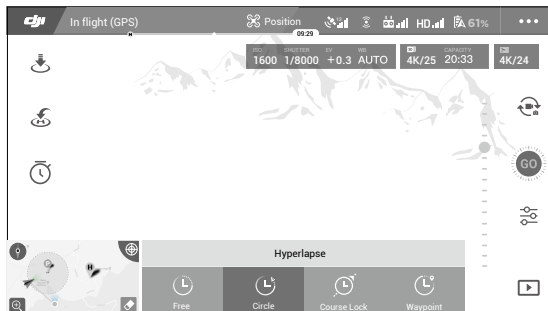 dji In flight (GPS) Position HD 61%
09:29
ISO SHUTTER EV WB CAPACITY
1600 1/8000 +0.3 AUTO 4K/25 20:33 4K/24
H
GO
H
Hyperlapse
Free Circle Course Lock Waypoint